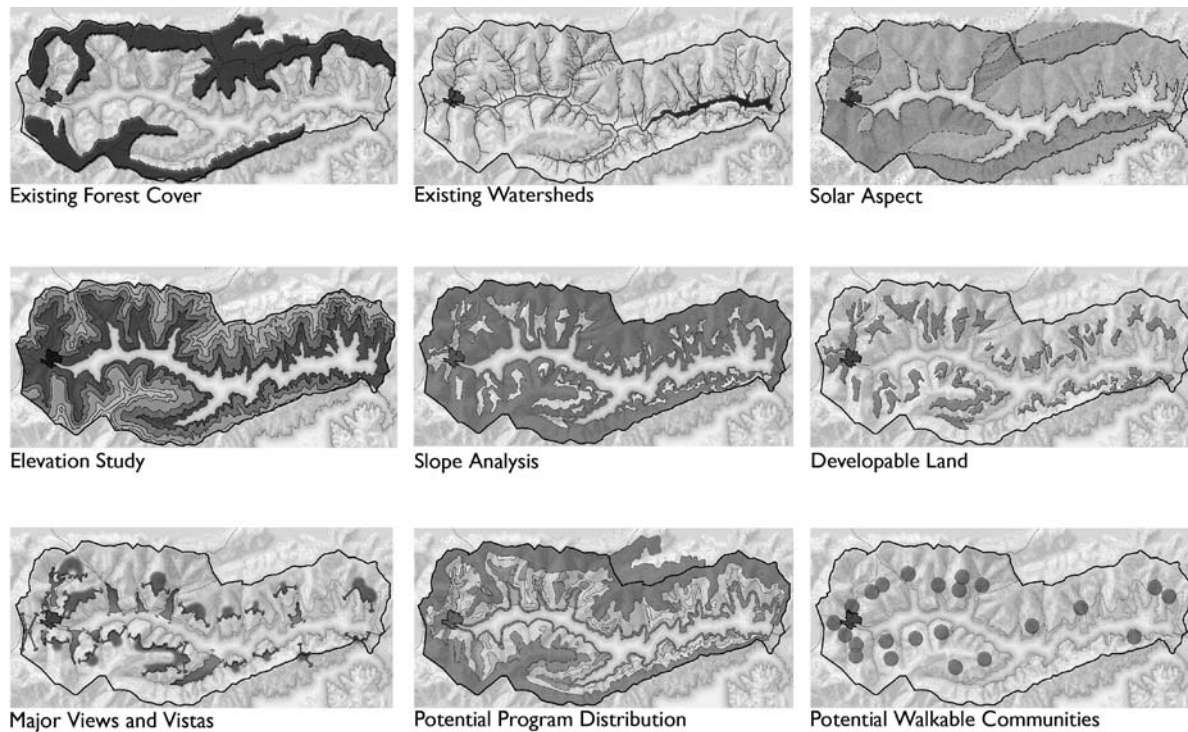 Existing Forest Cover
Existing Watersheds
Solar Aspect
Elevation Study
Slope Analysis
Developable Land
Major Views and Vistas
Potential Program Distribution
Potential Walkable Communities